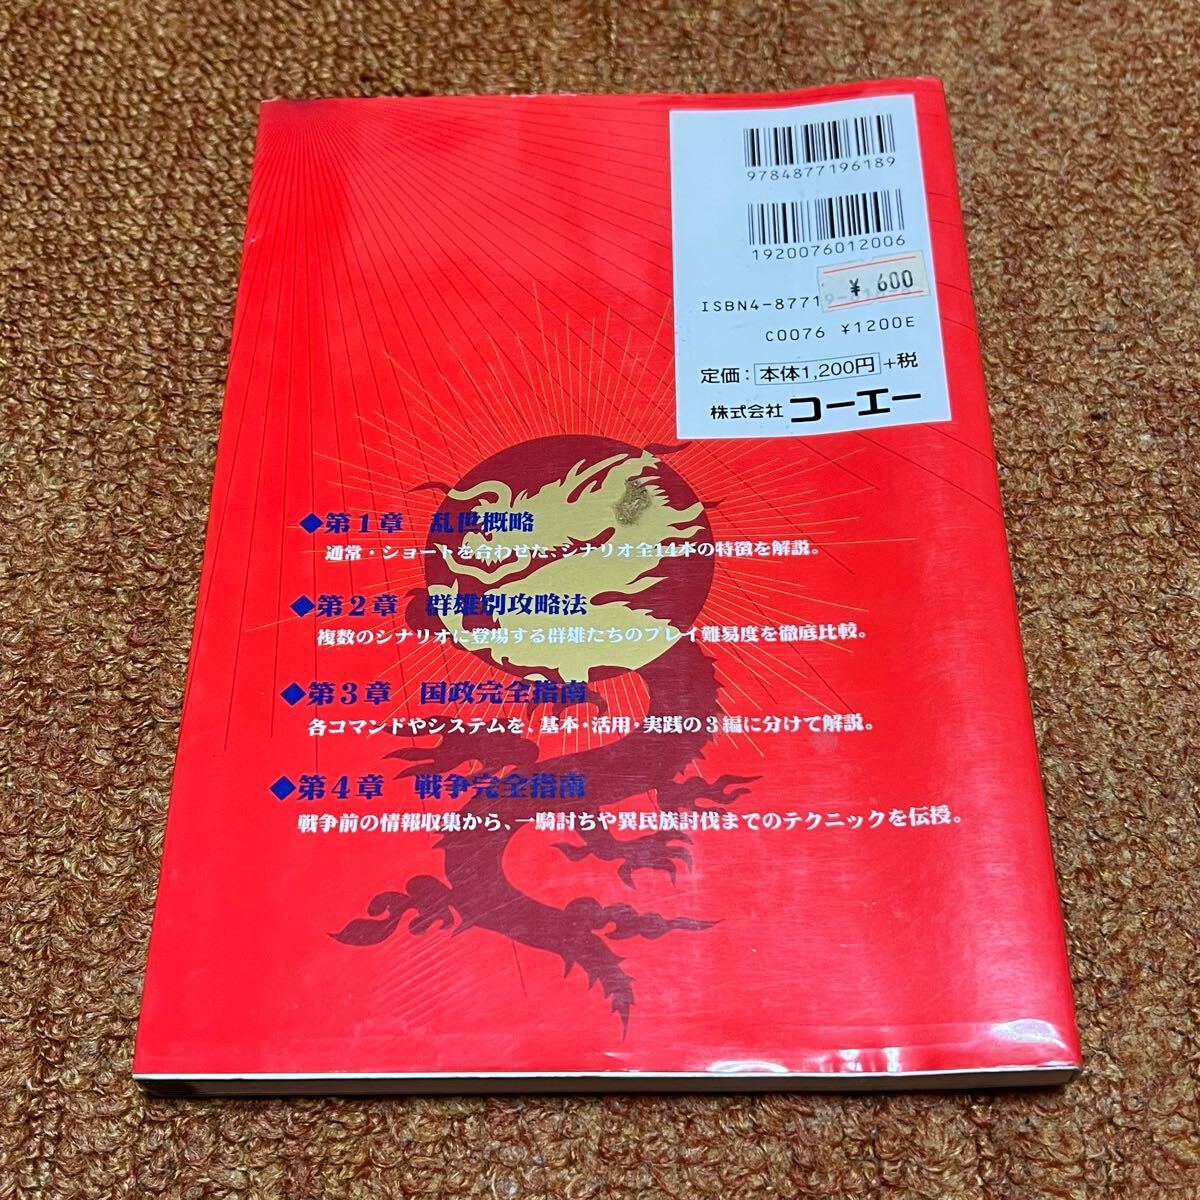 9784877196189
1920076012006
¥ 600
ISBN4-8771
C0076 ¥1200E
定価：本体1,200円+税
株式会社 コーエー
◆第1章 乱世概略
通常・ショートを合わせた、シナリオ全14本の特徴を解説。
◆第2章 群雄別攻略法
複数のシナリオに登場する群雄たちのプレイ難易度を徹底比較。
◆第3章 国政完全指南
各コマンドやシステムを、基本・活用・実践の3編に分けて解説。
◆第4章 戦争完全指南
戦争前の情報収集から、一騎討ちや異民族討伐までのテクニックを伝授。